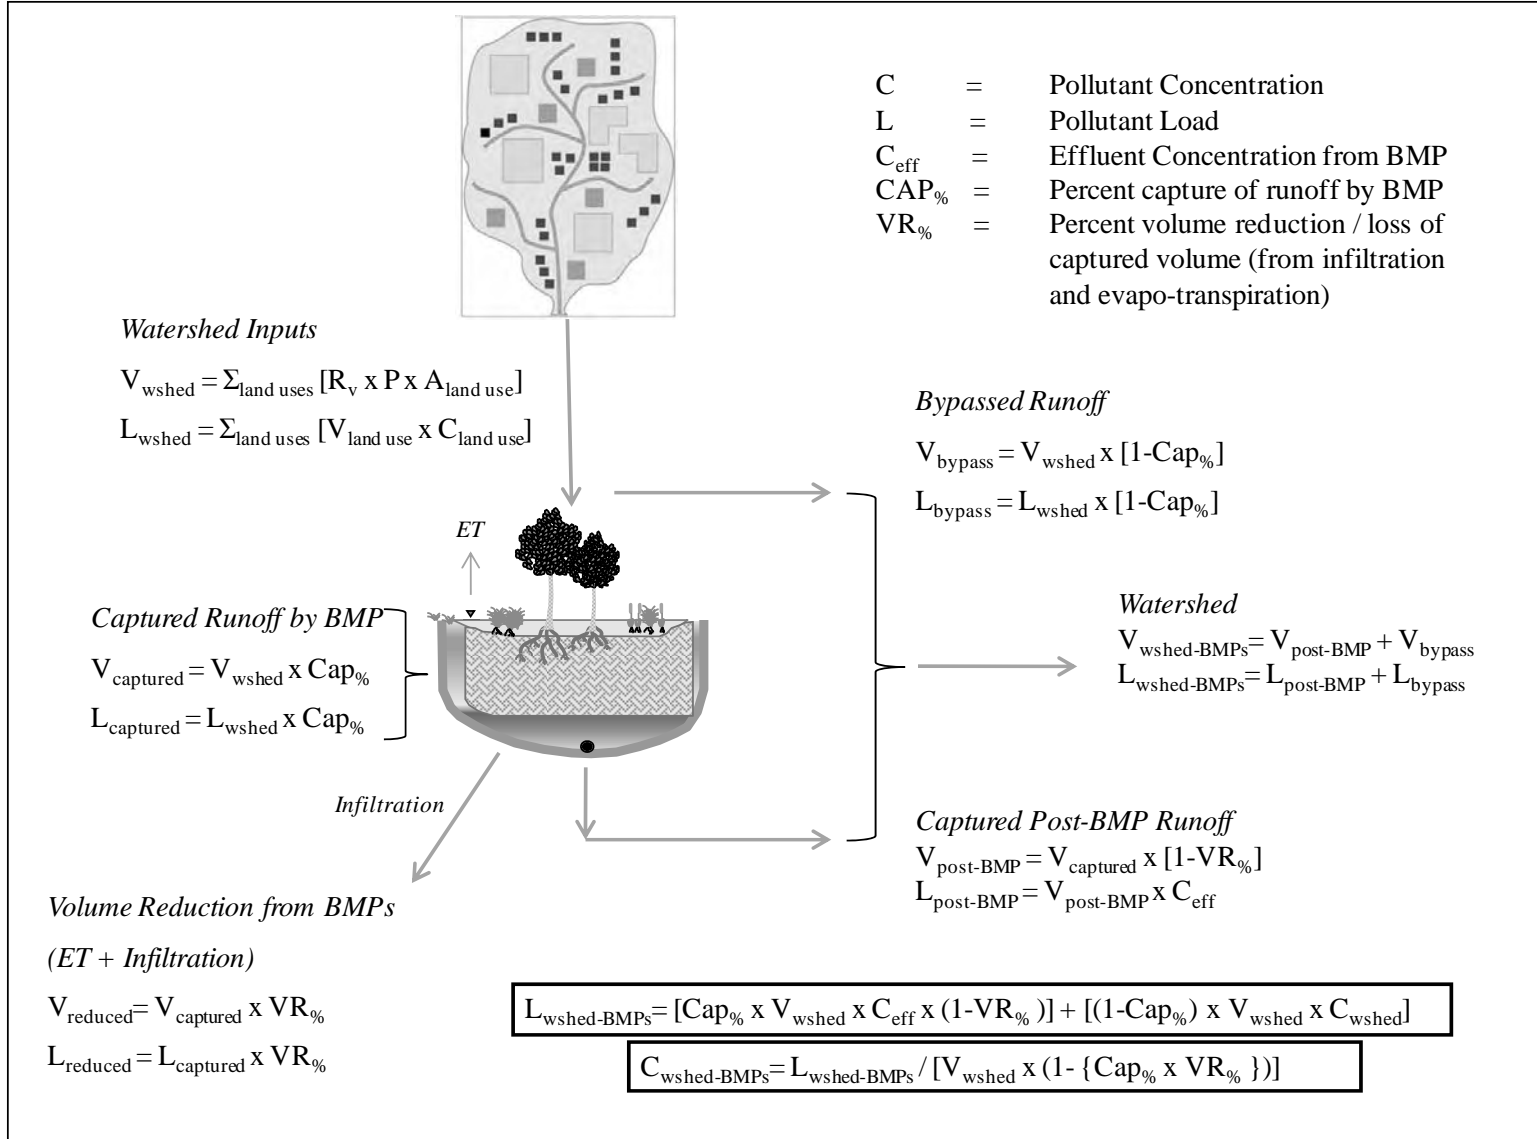 C = Pollutant Concentration
L = Pollutant Load
C_eff = Effluent Concentration from BMP
CAP_% = Percent capture of runoff by BMP
VR_% = Percent volume reduction / loss of
captured volume (from infiltration
and evapo-transpiration)
Watershed Inputs
V_wshed = Σ_land uses [R_v x P x A_land use]
L_wshed = Σ_land uses [V_land use x C_land use]
Bypassed Runoff
V_bypass = V_wshed x [1-Cap_%]
L_bypass = L_wshed x [1-Cap_%]
ET
Captured Runoff by BMP
V_captured = V_wshed x Cap_%
L_captured = L_wshed x Cap_%
Watershed
V_wshed-BMPs = V_post-BMP + V_bypass
L_wshed-BMPs = L_post-BMP + L_bypass
Infiltration
Captured Post-BMP Runoff
V_post-BMP = V_captured x [1-VR_%]
L_post-BMP = V_post-BMP x C_eff
Volume Reduction from BMPs
(ET + Infiltration)
V_reduced = V_captured x VR_%
L_reduced = L_captured x VR_%
L_wshed-BMPs = [Cap_% x V_wshed x C_eff x (1-VR_% )] + [(1-Cap_%) x V_wshed x C_wshed]
C_wshed-BMPs = L_wshed-BMPs / [V_wshed x (1- {Cap_% x VR_% })]